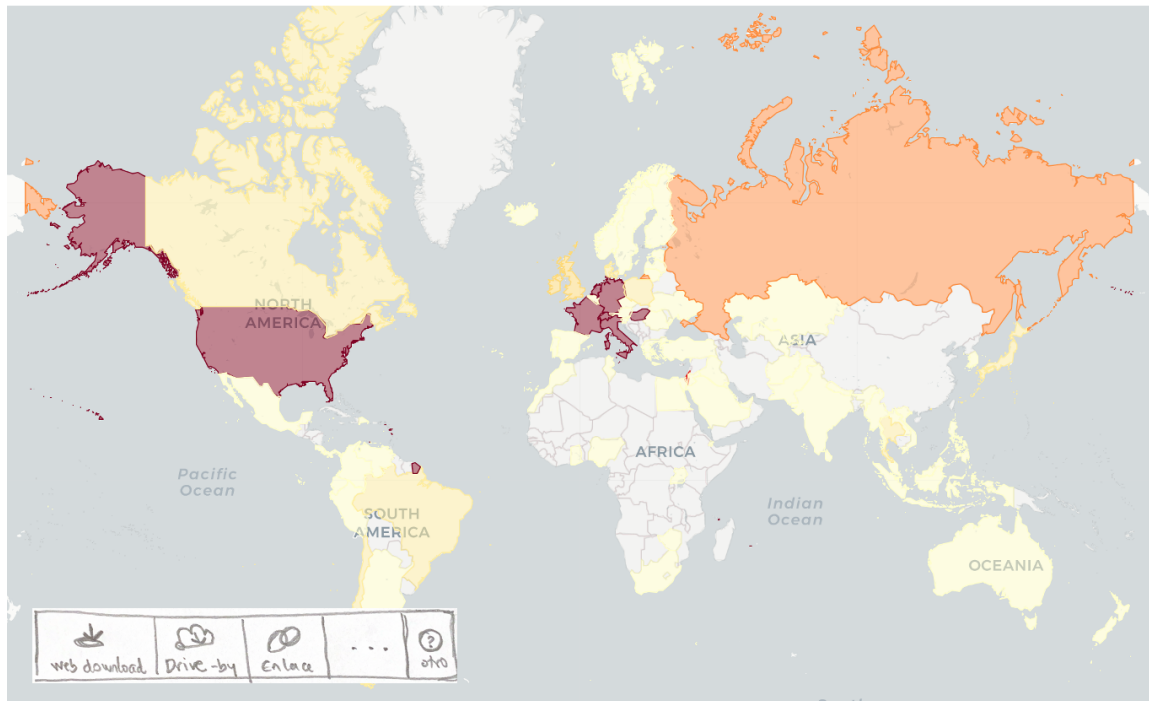 NORTH
AMERICA
ASIA
AFRICA
Pacific
Ocean
Indian
Ocean
SOUTH
AMERICA
OCEANIA
web download
Drive-by
Enlace
...
?
otro